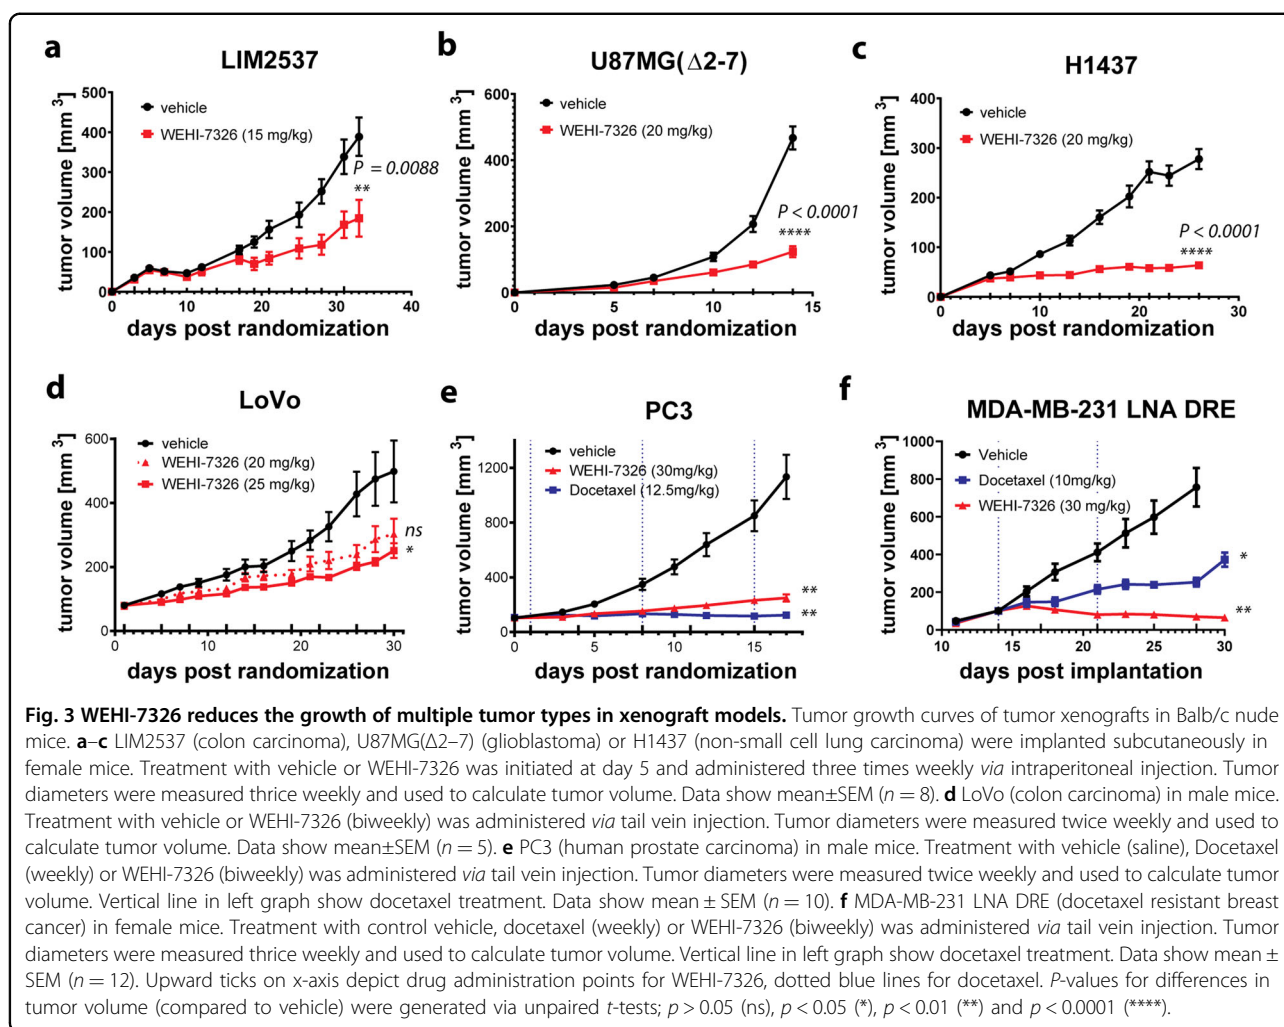 a
LIM2537
tumor volume [mm 3]
500
400
300
200
100
0
vehicle
WEHI-7326 (15 mg/kg)
P = 0.0088
**
0
10
20
30
40
days post randomization
b
U87MG(Δ2-7)
tumor volume [mm 3]
600
400
200
0
vehicle
WEHI-7326 (20 mg/kg)
P < 0.0001
****
0
5
10
15
days post randomization
c
H1437
tumor volume [mm 3]
400
300
200
100
0
vehicle
WEHI-7326 (20 mg/kg)
P < 0.0001
****
0
10
20
30
days post randomization
d
LoVo
tumor volume [mm 3]
600
400
200
0
vehicle
WEHI-7326 (20 mg/kg)
WEHI-7326 (25 mg/kg)
ns
*
0
10
20
30
days post randomization
e
PC3
tumor volume [mm 3]
1200
800
400
0
vehicle
WEHI-7326 (30mg/kg)
Docetaxel (12.5mg/kg)
**
**
0
5
10
15
days post randomization
f
MDA-MB-231 LNA DRE
tumor volume [mm 3]
1000
800
600
400
200
0
Vehicle
Docetaxel (10mg/kg)
WEHI-7326 (30 mg/kg)
*
**
10
15
20
25
30
days post implantation
Fig. 3 WEHI-7326 reduces the growth of multiple tumor types in xenograft models. Tumor growth curves of tumor xenografts in Balb/c nude
mice. a–c LIM2537 (colon carcinoma), U87MG(Δ2–7) (glioblastoma) or H1437 (non-small cell lung carcinoma) were implanted subcutaneously in
female mice. Treatment with vehicle or WEHI-7326 was initiated at day 5 and administered three times weekly via intraperitoneal injection. Tumor
diameters were measured thrice weekly and used to calculate tumor volume. Data show mean±SEM (n = 8). d LoVo (colon carcinoma) in male mice.
Treatment with vehicle or WEHI-7326 (biweekly) was administered via tail vein injection. Tumor diameters were measured twice weekly and used to
calculate tumor volume. Data show mean±SEM (n = 5). e PC3 (human prostate carcinoma) in male mice. Treatment with vehicle (saline), Docetaxel
(weekly) or WEHI-7326 (biweekly) was administered via tail vein injection. Tumor diameters were measured twice weekly and used to calculate tumor
volume. Vertical line in left graph show docetaxel treatment. Data show mean ± SEM (n = 10). f MDA-MB-231 LNA DRE (docetaxel resistant breast
cancer) in female mice. Treatment with control vehicle, docetaxel (weekly) or WEHI-7326 (biweekly) was administered via tail vein injection. Tumor
diameters were measured thrice weekly and used to calculate tumor volume. Vertical line in left graph show docetaxel treatment. Data show mean ±
SEM (n = 12). Upward ticks on x-axis depict drug administration points for WEHI-7326, dotted blue lines for docetaxel. P-values for differences in
tumor volume (compared to vehicle) were generated via unpaired t-tests; p > 0.05 (ns), p < 0.05 (*), p < 0.01 (**) and p < 0.0001 (****).